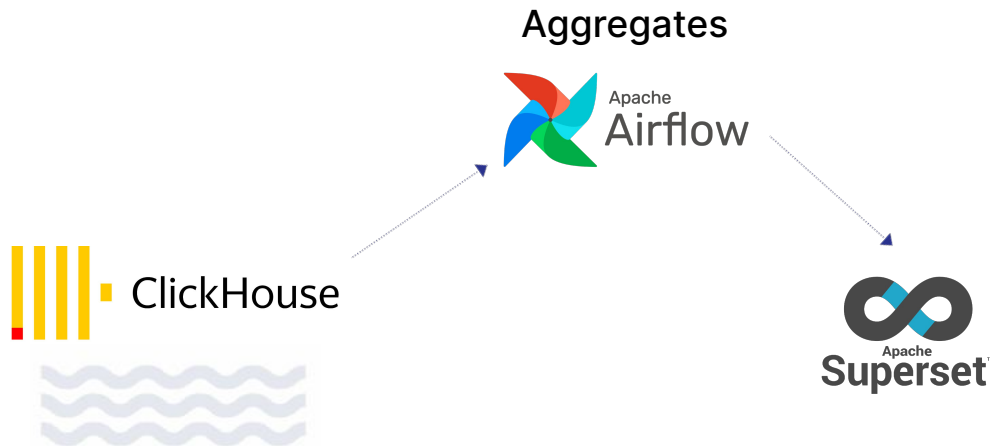 Aggregates
Apache
Airflow
ClickHouse
Apache
Superset